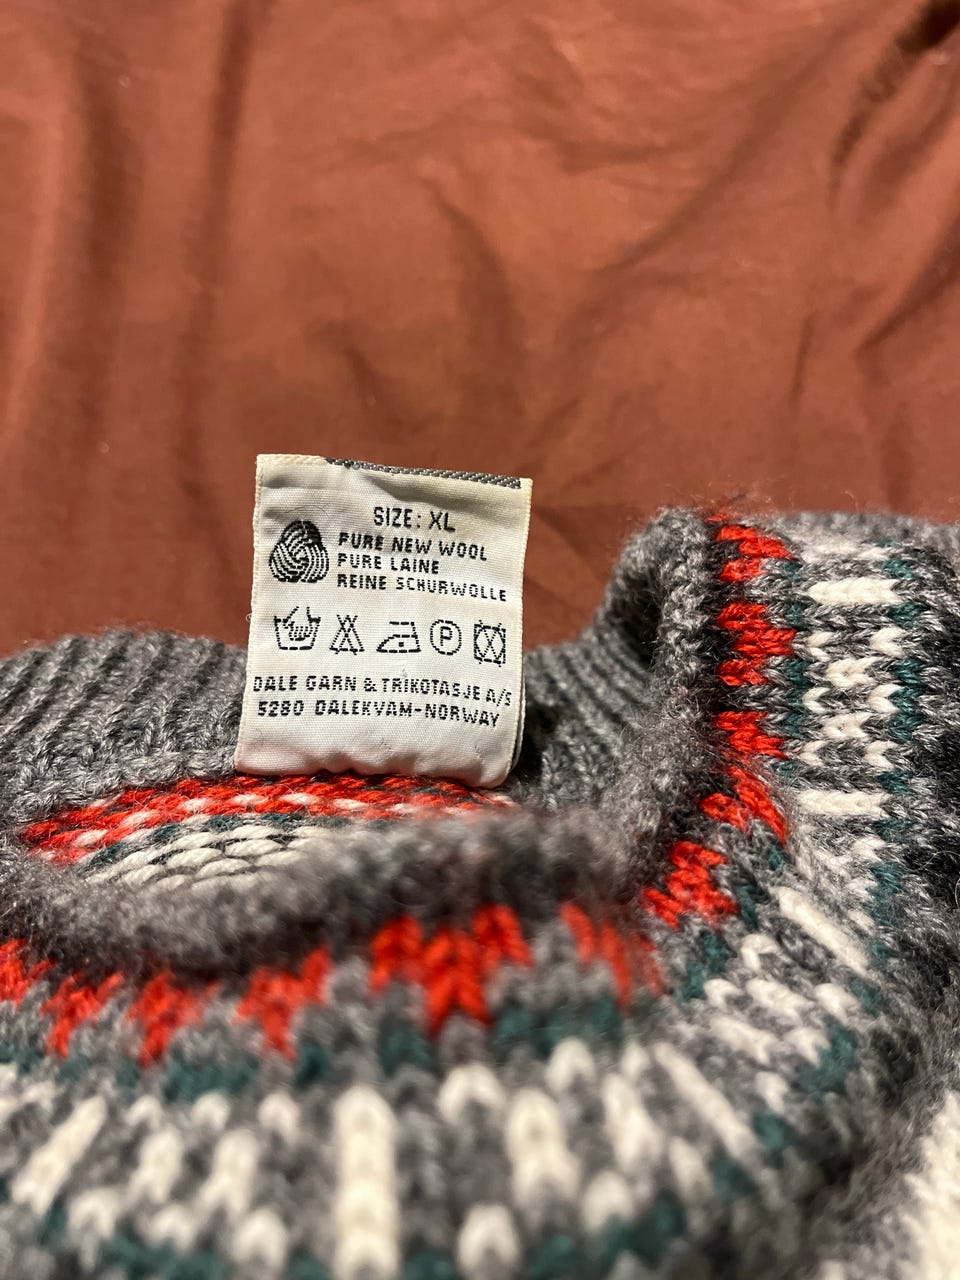 SIZE: XL
PURE NEW WOOL
PURE LAINE
REINE SCHURWOLLE
P
DALE GARN & TRIKOTASJE A/S
5280 DALEKVAM-NORWAY